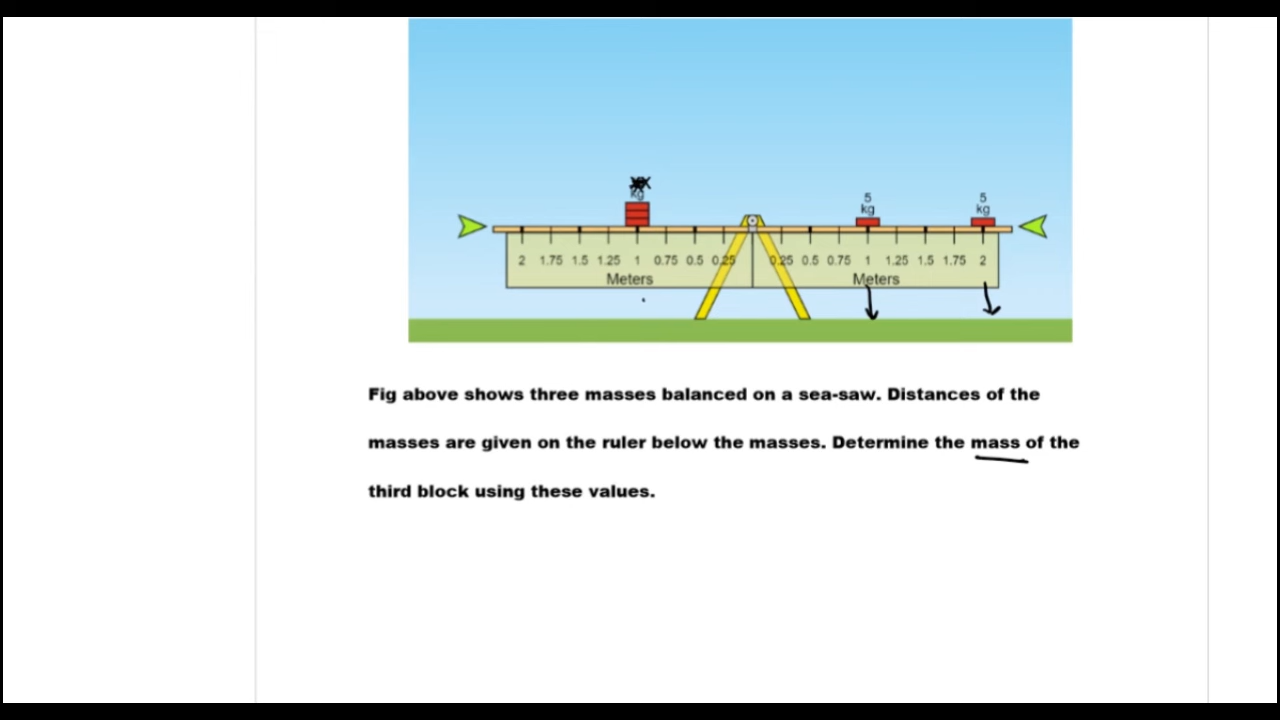 kg
5
kg
5
kg
2 1.75 1.5 1.25 1 0.75 0.5 0.25 0.25 0.5 0.75 1 1.25 1.5 1.75 2
Meters Meters
Fig above shows three masses balanced on a sea-saw. Distances of the
masses are given on the ruler below the masses. Determine the mass of the
third block using these values.